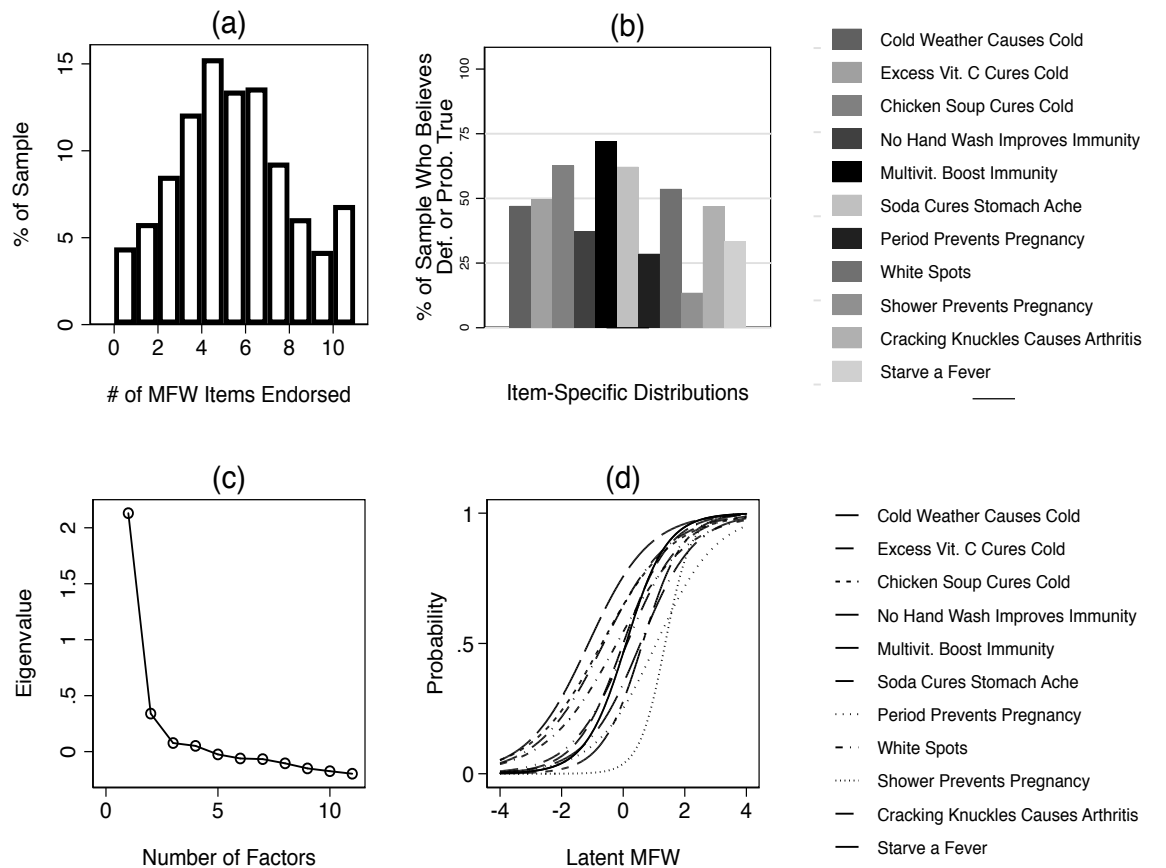 (a)
% of Sample
15
10
5
0
0 2 4 6 8 10
# of MFW Items Endorsed
(b)
% of Sample Who Believes
Def. or Prob. True
100
75
50
25
0
Item-Specific Distributions
Cold Weather Causes Cold
Excess Vit. C Cures Cold
Chicken Soup Cures Cold
No Hand Wash Improves Immunity
Multivit. Boost Immunity
Soda Cures Stomach Ache
Period Prevents Pregnancy
White Spots
Shower Prevents Pregnancy
Cracking Knuckles Causes Arthritis
Starve a Fever
(c)
Eigenvalue
2
1.5
1
.5
0
0 5 10
Number of Factors
(d)
Probability
1
.5
0
-4 -2 0 2 4
Latent MFW
Cold Weather Causes Cold
Excess Vit. C Cures Cold
Chicken Soup Cures Cold
No Hand Wash Improves Immunity
Multivit. Boost Immunity
Soda Cures Stomach Ache
Period Prevents Pregnancy
White Spots
Shower Prevents Pregnancy
Cracking Knuckles Causes Arthritis
Starve a Fever